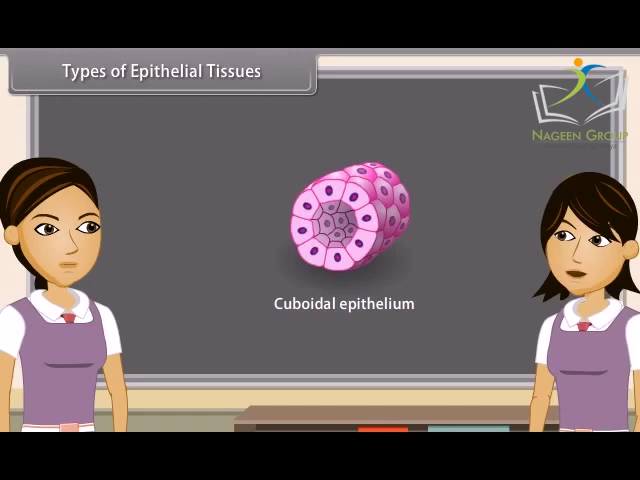 Types of Epithelial Tissues
NAGEEN GROUP
Cuboidal epithelium